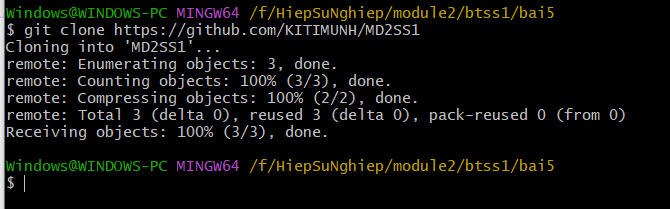 Windows@WINDOWS-PC MINGW64 /f/HiepSuNghiep/module2/btss1/bai5
$ git clone https://github.com/KITIMUNH/MD2SS1
Cloning into 'MD2SS1'...
remote: Enumerating objects: 3, done.
remote: Counting objects: 100% (3/3), done.
remote: Compressing objects: 100% (2/2), done.
remote: Total 3 (delta 0), reused 3 (delta 0), pack-reused 0 (from 0)
Receiving objects: 100% (3/3), done.
Windows@WINDOWS-PC MINGW64 /f/HiepSuNghiep/module2/btss1/bai5
$